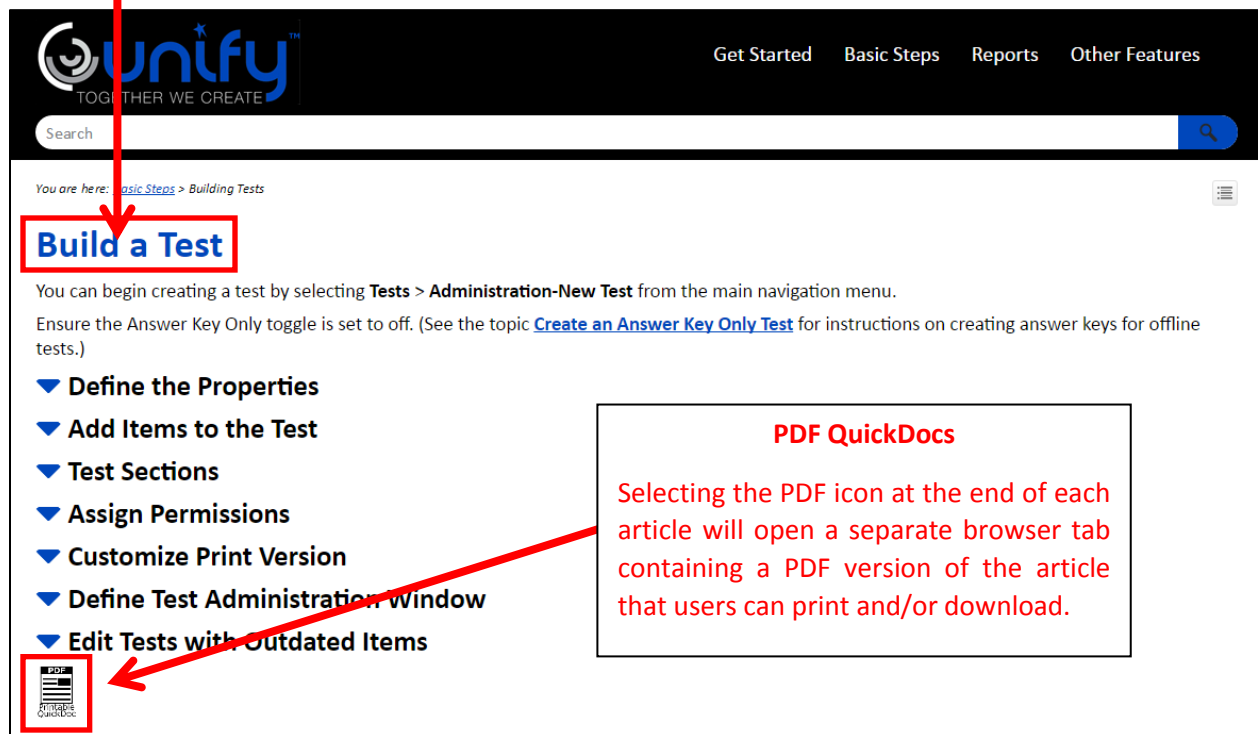 unify™
TOGETHER WE CREATE
Get Started Basic Steps Reports Other Features
Search
You are here: Basic Steps > Building Tests
Build a Test
You can begin creating a test by selecting Tests > Administration-New Test from the main navigation menu.
Ensure the Answer Key Only toggle is set to off. (See the topic Create an Answer Key Only Test for instructions on creating answer keys for offline
tests.)
Define the Properties
Add Items to the Test
Test Sections
Assign Permissions
Customize Print Version
Define Test Administration Window
Edit Tests with Outdated Items
PDF QuickDocs
Selecting the PDF icon at the end of each
article will open a separate browser tab
containing a PDF version of the article
that users can print and/or download.
PDF
Printable
QuickDoc